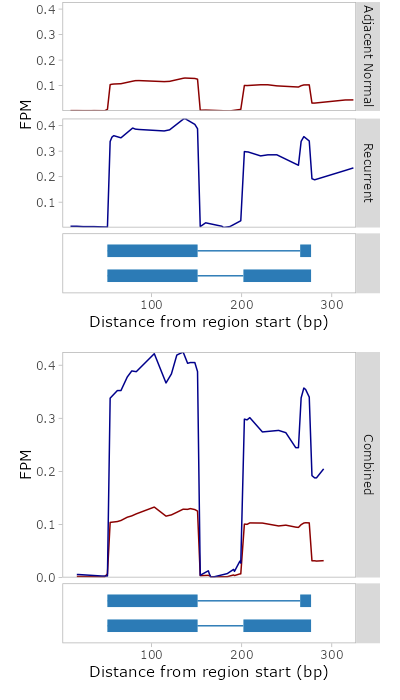 0.4
0.3
0.2
0.1
Adjacent Normal
FPM
0.4
0.3
0.2
0.1
Recurrent
100 200 300
Distance from region start (bp)
0.4
0.3
0.2
0.1
0.0
FPM
Combined
100 200 300
Distance from region start (bp)